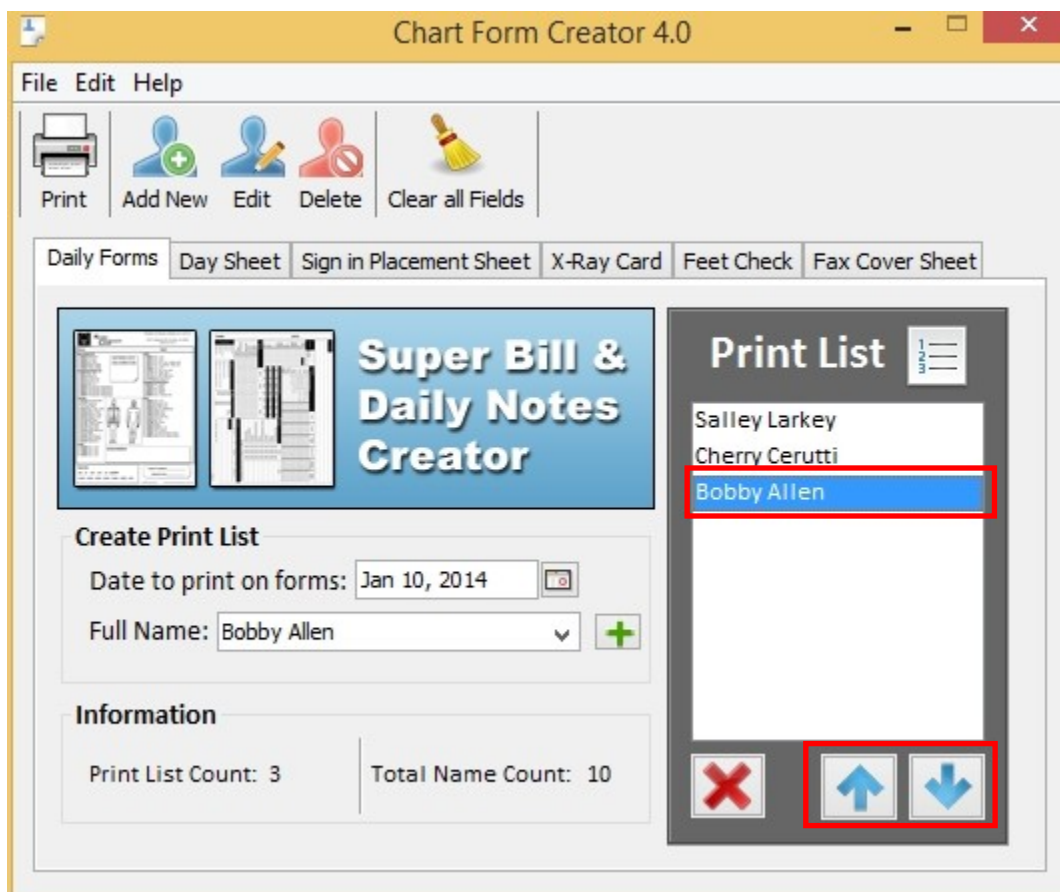 Chart Form Creator 4.0
File Edit Help
Print Add New Edit Delete Clear all Fields
Daily Forms Day Sheet Sign in Placement Sheet X-Ray Card Feet Check Fax Cover Sheet
Super Bill &
Daily Notes
Creator
Create Print List
Date to print on forms: Jan 10, 2014
Full Name: Bobby Allen
Information
Print List Count: 3 Total Name Count: 10
Print List
1
2
3
Salley Larkey
Cherry Cerutti
Bobby Allen